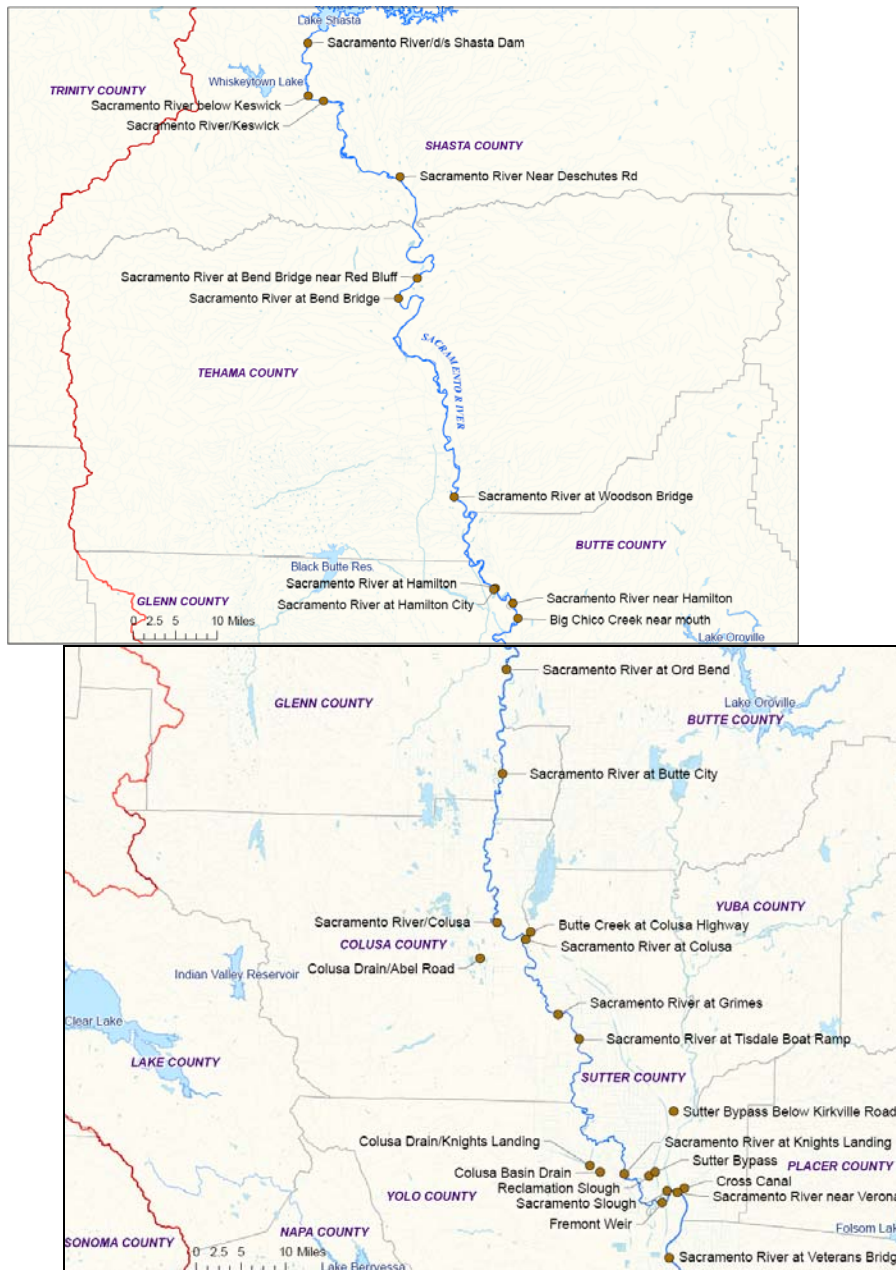 Lake Shasta
Sacramento River/d/s Shasta Dam
TRINITY COUNTY
Whiskeytown Lake
Sacramento River below Keswick
Sacramento River/Keswick
SHASTA COUNTY
Sacramento River Near Deschutes Rd
Sacramento River at Bend Bridge near Red Bluff
Sacramento River at Bend Bridge
SACRAMENTO RIVER
TEHAMA COUNTY
Sacramento River at Woodson Bridge
BUTTE COUNTY
Black Butte Res.
Sacramento River at Hamilton
Sacramento River at Hamilton City
Sacramento River near Hamilton
GLENN COUNTY
Big Chico Creek near mouth
0 2.5 5 10 Miles
Lake Oroville
Sacramento River at Ord Bend
GLENN COUNTY
Lake Oroville
BUTTE COUNTY
Sacramento River at Butte City
YUBA COUNTY
Sacramento River/Colusa
Butte Creek at Colusa Highway
COLUSA COUNTY
Sacramento River at Colusa
Colusa Drain/Abel Road
Indian Valley Reservoir
Sacramento River at Grimes
Clear Lake
Sacramento River at Tisdale Boat Ramp
LAKE COUNTY
SUTTER COUNTY
Sutter Bypass Below Kirkville Road
Colusa Drain/Knights Landing
Sacramento River at Knights Landing
Colusa Basin Drain
Sutter Bypass
PLACER COUNTY
Reclamation Slough
Cross Canal
YOLO COUNTY
Sacramento Slough
Sacramento River near Verona
Fremont Weir
NAPA COUNTY
Folsom Lak
SONOMA COUNTY
0 2.5 5 10 Miles
Sacramento River at Veterans Bridg
Lake Berryessa